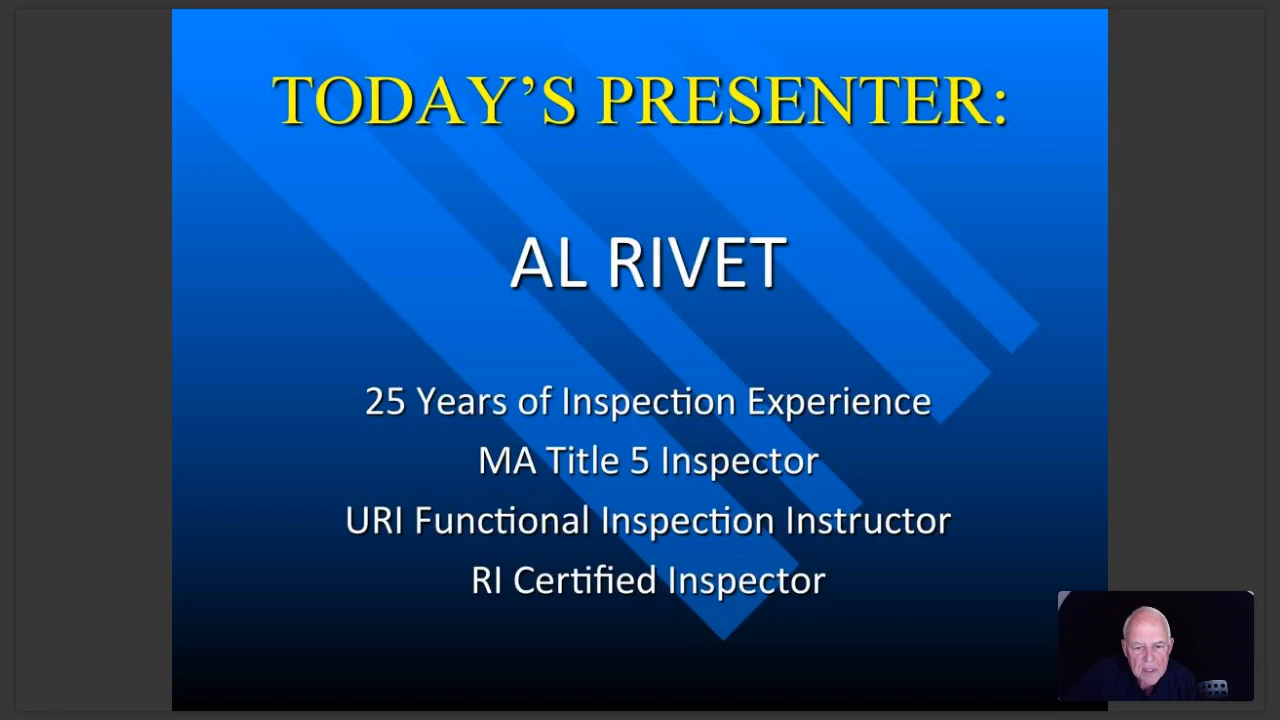 TODAY’S PRESENTER:
AL RIVET
25 Years of Inspection Experience
MA Title 5 Inspector
URI Functional Inspection Instructor
RI Certified Inspector